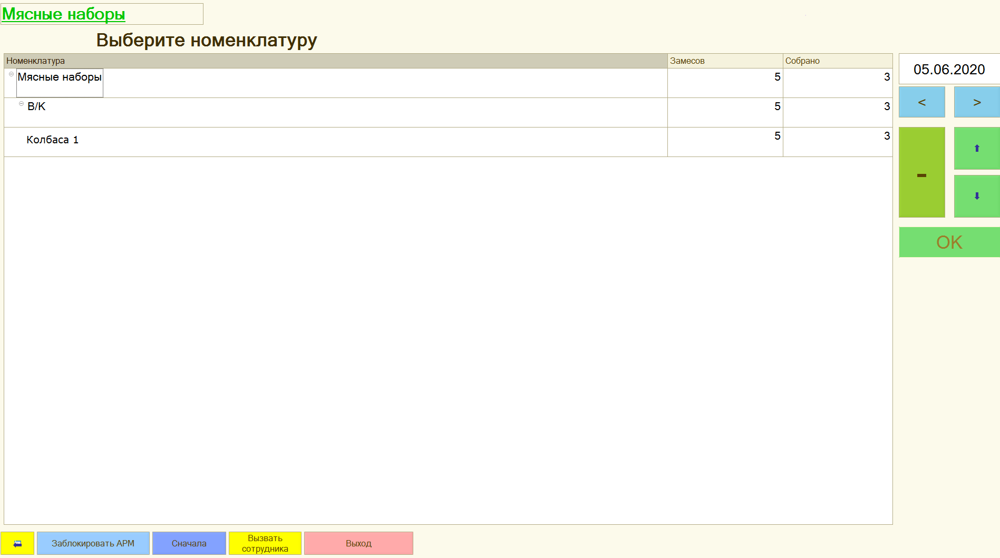 Мясные наборы
Выберите номенклатуру
Номенклатура Замесов Собрано
Мясные наборы 5 3
В/К 5 3
Колбаса 1 5 3
05.06.2020
< >
-
OK
Заблокировать АРМ
Сначала
Вызвать
сотрудника
Выход